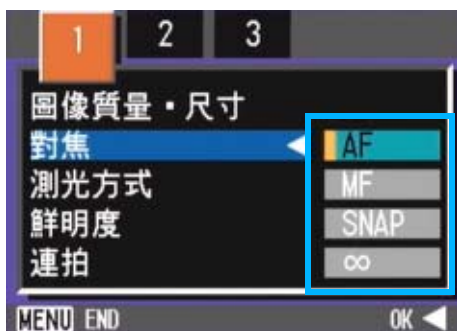 1 2 3
圖像質量・尺寸
對焦 AF
測光方式 MF
鮮明度 SNAP
連拍 ∞
MENU END OK